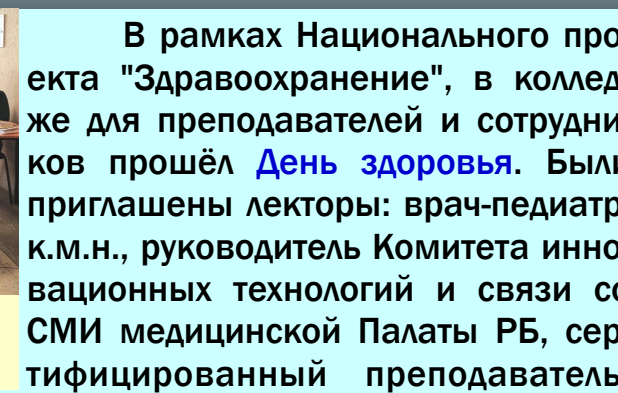 В рамках Национального про
екта "Здравоохранение", в коллед
же для преподавателей и сотрудни
ков прошёл День здоровья. Были
приглашены лекторы: врач-педиатр
к.м.н., руководитель Комитета инно
вационных технологий и связи со
СМИ медицинской Палаты РБ, сер
тифицированный преподаватель